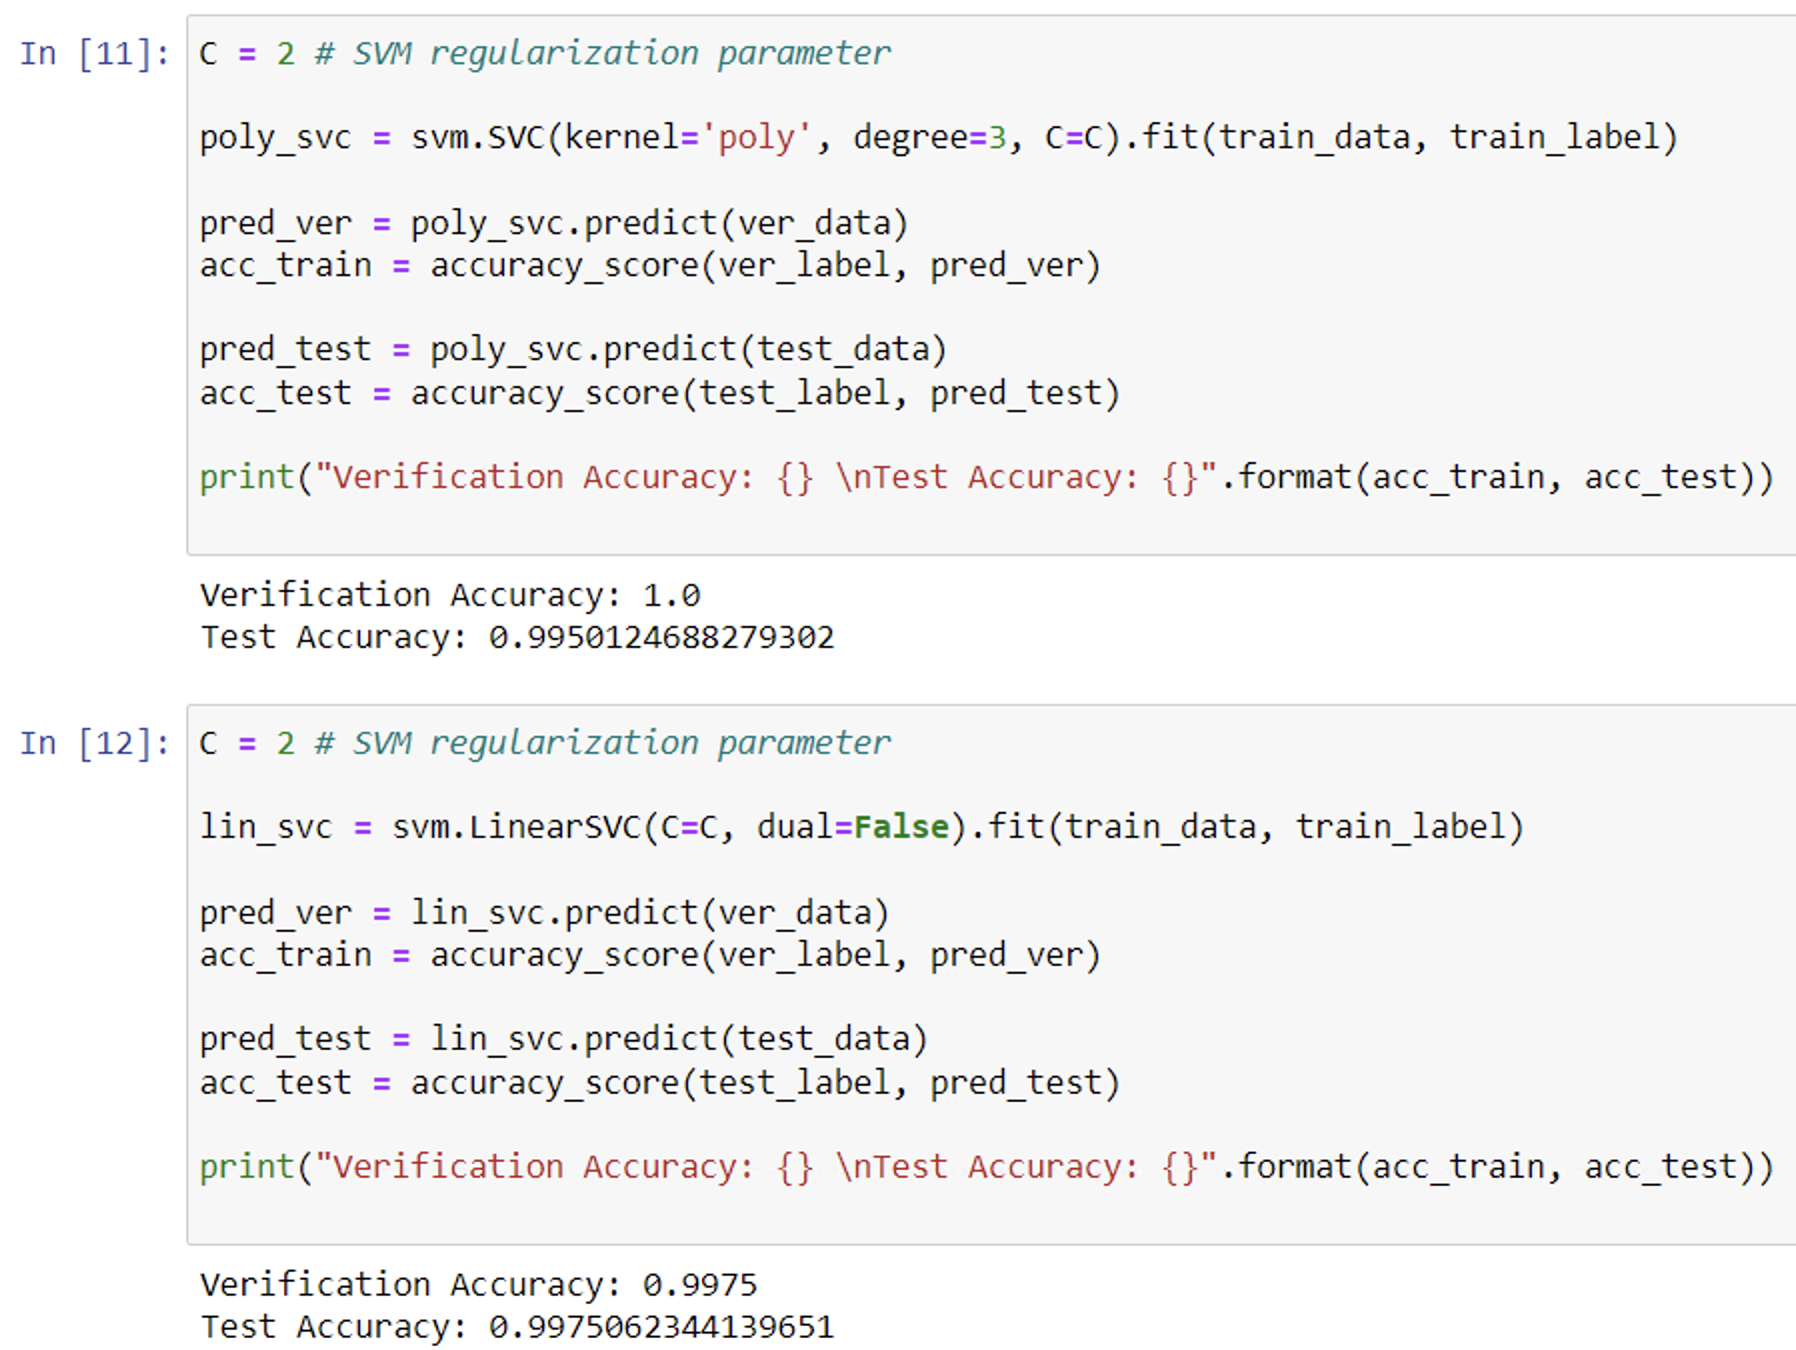 In [11]: C = 2 # SVM regularization parameter
poly_svc = svm.SVC(kernel='poly', degree=3, C=C).fit(train_data, train_label)
pred_ver = poly_svc.predict(ver_data)
acc_train = accuracy_score(ver_label, pred_ver)
pred_test = poly_svc.predict(test_data)
acc_test = accuracy_score(test_label, pred_test)
print("Verification Accuracy: {} \nTest Accuracy: {}".format(acc_train, acc_test))
Verification Accuracy: 1.0
Test Accuracy: 0.9950124688279302
In [12]: C = 2 # SVM regularization parameter
lin_svc = svm.LinearSVC(C=C, dual=False).fit(train_data, train_label)
pred_ver = lin_svc.predict(ver_data)
acc_train = accuracy_score(ver_label, pred_ver)
pred_test = lin_svc.predict(test_data)
acc_test = accuracy_score(test_label, pred_test)
print("Verification Accuracy: {} \nTest Accuracy: {}".format(acc_train, acc_test))
Verification Accuracy: 0.9975
Test Accuracy: 0.9975062344139651